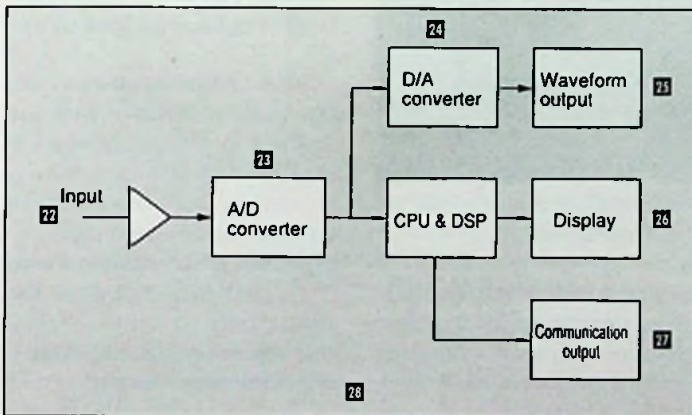 24
D/A
converter
Waveform
output
25
23
22
Input
A/D
converter
CPU & DSP
Display
26
Communication
output
27
28